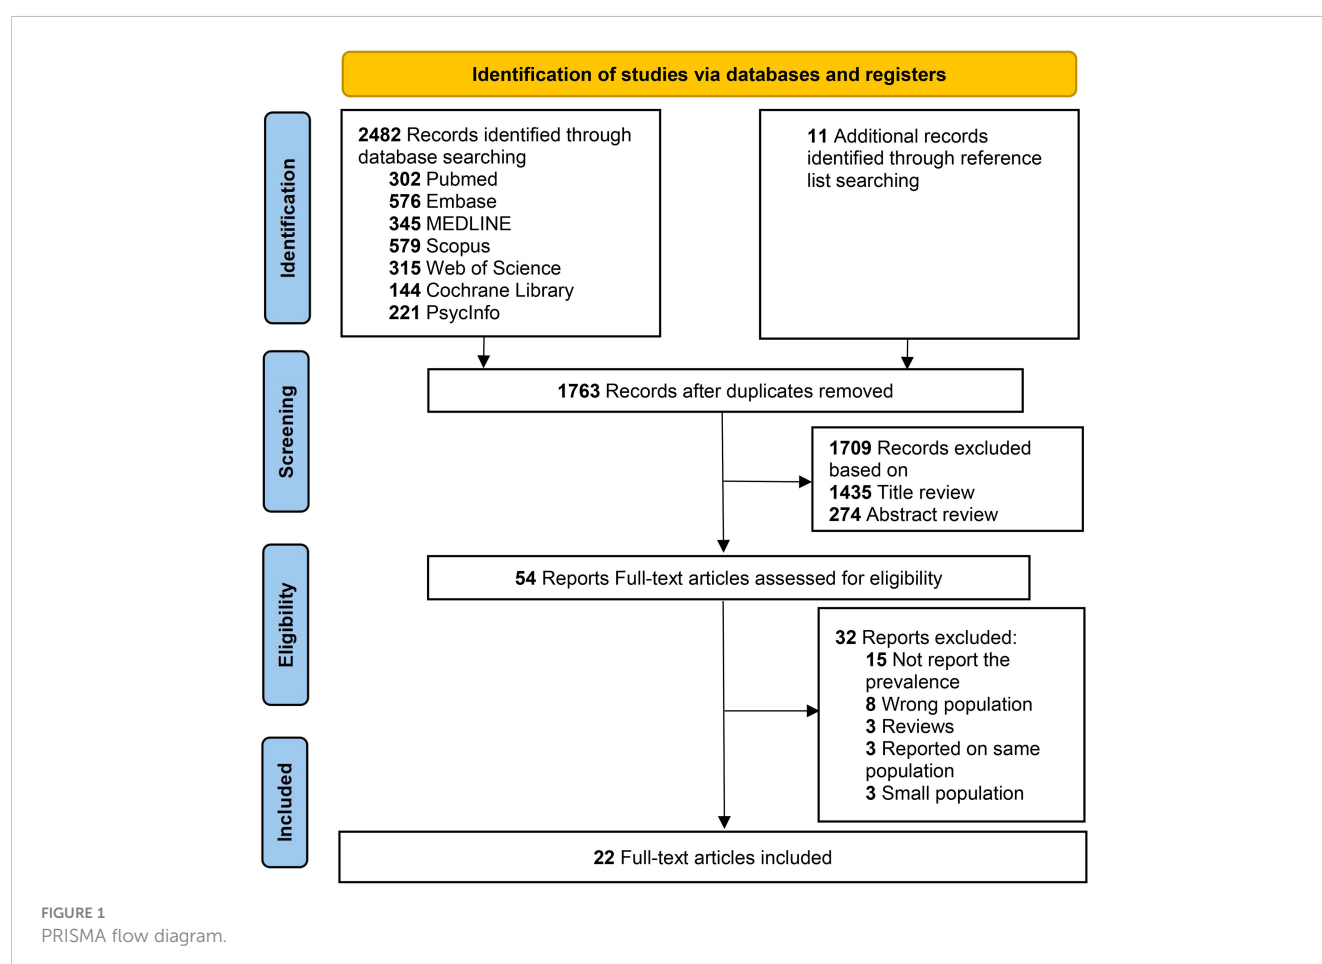 Identification of studies via databases and registers
Identification
2482 Records identified through
database searching
302 Pubmed
576 Embase
345 MEDLINE
579 Scopus
315 Web of Science
144 Cochrane Library
221 PsycInfo
11 Additional records
identified through reference
list searching
Screening
1763 Records after duplicates removed
1709 Records excluded
based on
1435 Title review
274 Abstract review
Eligibility
54 Reports Full-text articles assessed for eligibility
32 Reports excluded:
15 Not report the
prevalence
8 Wrong population
3 Reviews
3 Reported on same
population
3 Small population
Included
22 Full-text articles included
FIGURE 1
PRISMA flow diagram.